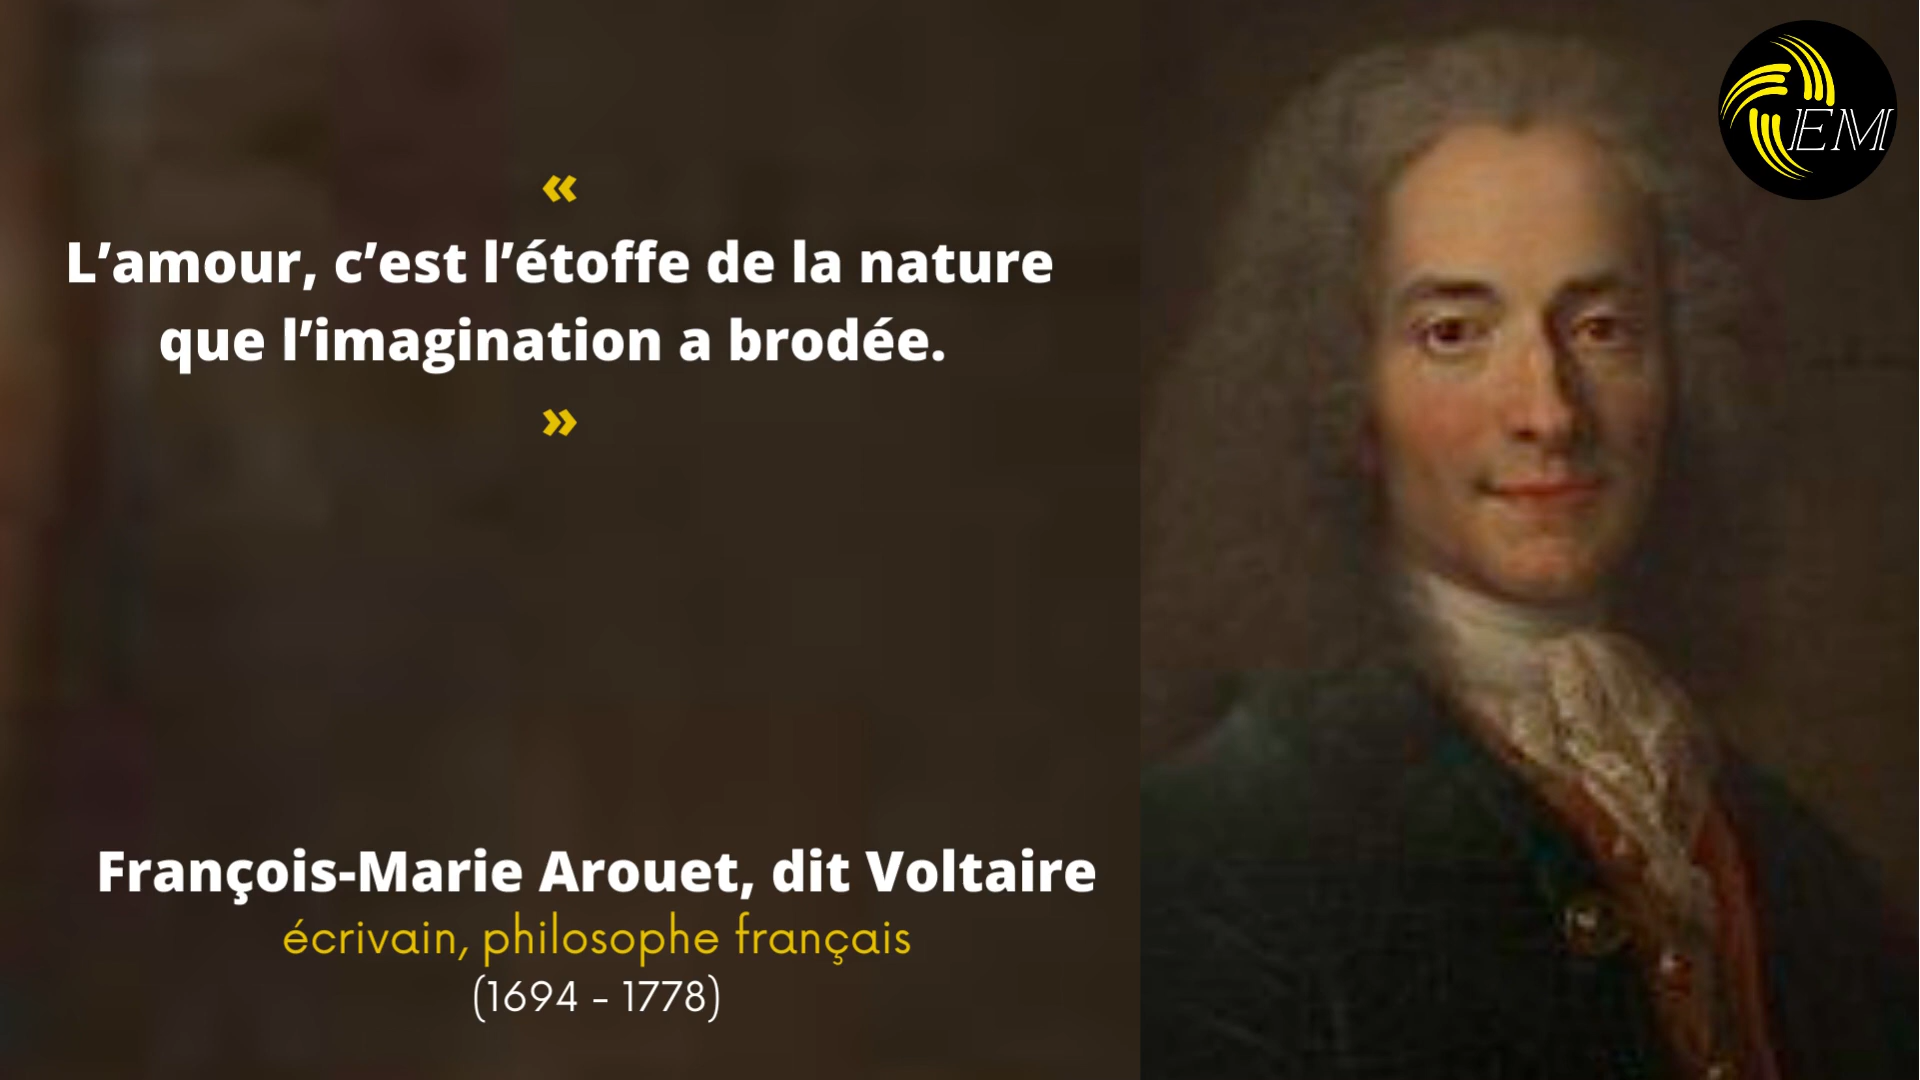 «
L’amour, c’est l’étoffe de la nature
que l’imagination a brodée.
»
François-Marie Arouet, dit Voltaire
écrivain, philosophe français
(1694 - 1778)
EM